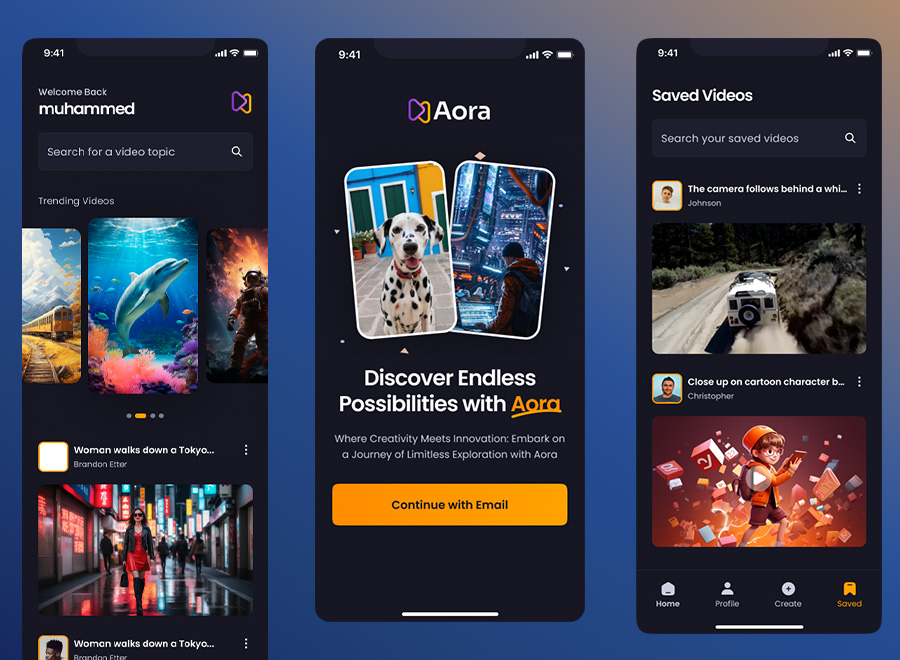 9:41
Welcome Back
muhammed
Search for a video topic
Trending Videos
Woman walks down a Tokyo...
Brandon Etter
Woman walks down a Tokyo...
Brandon Etter
9:41
Aora
Discover Endless
Possibilities with Aora
Where Creativity Meets Innovation: Embark on
a Journey of Limitless Exploration with Aora
Continue with Email
9:41
Saved Videos
Search your saved videos
The camera follows behind a whi...
Johnson
Close up on cartoon character b...
Christopher
Home
Profile
Create
Saved